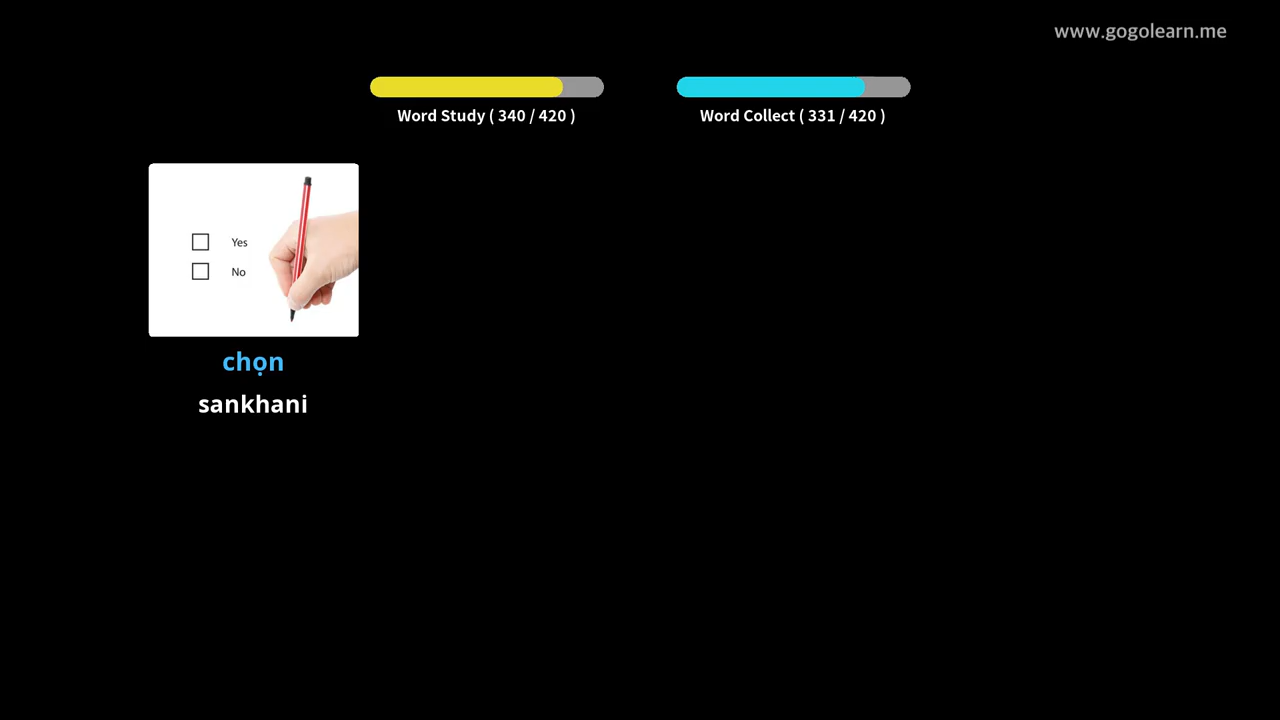 www.gogolearn.me
Word Study ( 340 / 420 )
Word Collect ( 331 / 420 )
Yes
No
chọn
sankhani